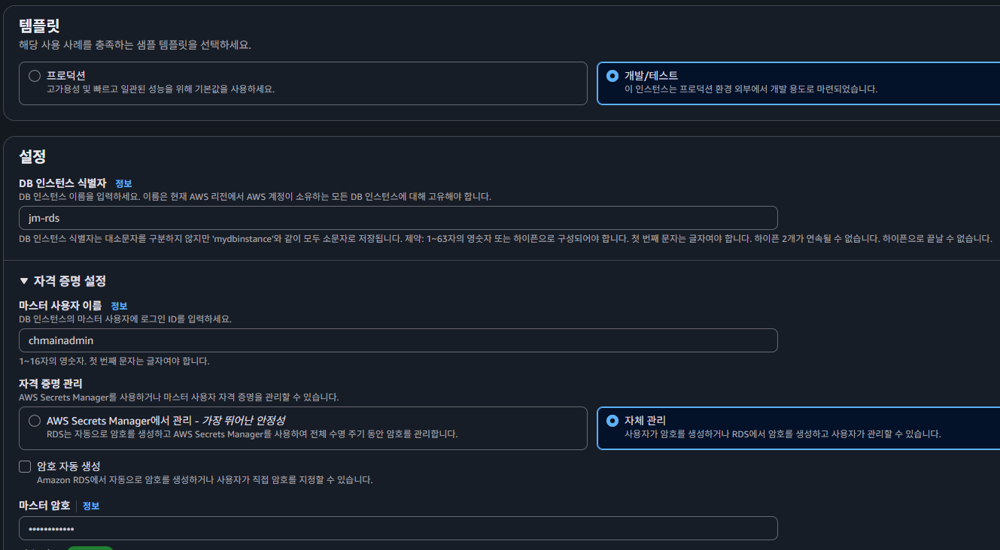 템플릿
해당 사용 사례를 충족하는 샘플 템플릿을 선택하세요.
프로덕션
고가용성 및 빠르고 일관된 성능을 위해 기본값을 사용하세요.
개발/테스트
이 인스턴스는 프로덕션 환경 외부에서 개발 용도로 마련되었습니다.
설정
DB 인스턴스 식별자 정보
DB 인스턴스 이름을 입력하세요. 이름은 현재 AWS 리전에서 AWS 계정이 소유하는 모든 DB 인스턴스에 대해 고유해야 합니다.
jm-rds
DB 인스턴스 식별자는 대소문자를 구분하지 않지만 'mydbinstance'와 같이 모두 소문자로 저장됩니다. 제약: 1~63자의 영숫자 또는 하이픈으로 구성되어야 합니다. 첫 번째 문자는 글자여야 합니다. 하이픈 2개가 연속될 수 없습니다. 하이픈으로 끝날 수 없습니다.
▼ 자격 증명 설정
마스터 사용자 이름 정보
DB 인스턴스의 마스터 사용자에 로그인 ID를 입력하세요.
chmainadmin
1~16자의 영숫자. 첫 번째 문자는 글자여야 합니다.
자격 증명 관리
AWS Secrets Manager를 사용하거나 마스터 사용자 자격 증명을 관리할 수 있습니다.
AWS Secrets Manager에서 관리 - 가장 뛰어난 안정성
RDS는 자동으로 암호를 생성하고 AWS Secrets Manager를 사용하여 전체 수명 주기 동안 암호를 관리합니다.
자체 관리
사용자가 암호를 생성하거나 RDS에서 암호를 생성하고 사용자가 관리할 수 있습니다.
암호 자동 생성
Amazon RDS에서 자동으로 암호를 생성하거나 사용자가 직접 암호를 지정할 수 있습니다.
마스터 암호 정보
••••••••••••